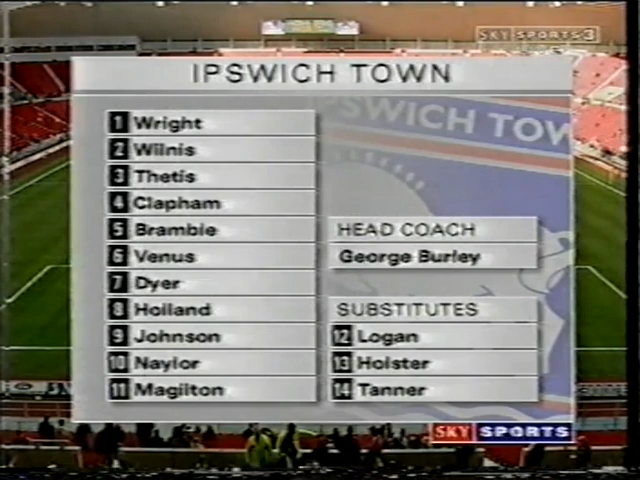 SKY SPORTS 3
IPSWICH TOWN
SWICH TOW
1 Wright
2 Wilnis
3 Thetis
4 Clapham
5 Bramble
6 Venus
7 Dyer
8 Holland
9 Johnson
10 Naylor
11 Magilton
HEAD COACH
George Burley
SUBSTITUTES
12 Logan
13 Holster
14 Tanner
SKY SPORTS